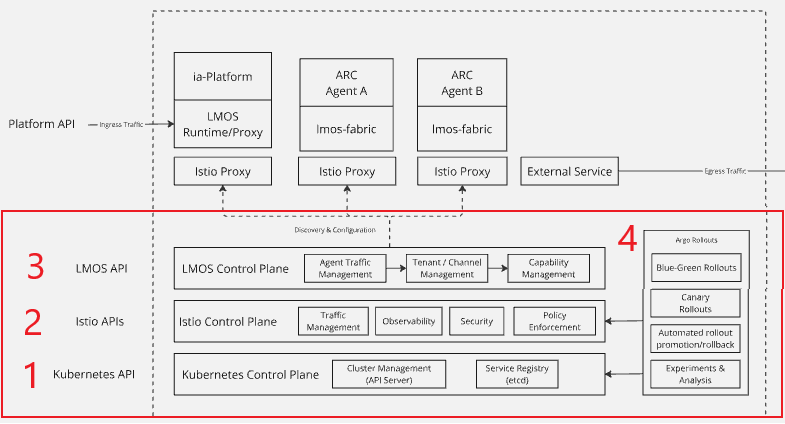 ia-Platform
LMOS
Runtime/Proxy
Istio Proxy
ARC
Agent A
lmos-fabric
Istio Proxy
ARC
Agent B
lmos-fabric
Istio Proxy
Platform API
Ingress Traffic
External Service
Egress Traffic
Discovery & Configuration
3
LMOS API
LMOS Control Plane
Agent Traffic
Management
Tenant / Channel
Management
Capability
Management
2
Istio APIs
Istio Control Plane
Traffic
Management
Observability
Security
Policy
Enforcement
1
Kubernetes API
Kubernetes Control Plane
Cluster Management
(API Server)
Service Registry
(etcd)
4
Argo Rollouts
Blue-Green Rollouts
Canary
Rollouts
Automated rollout
promotion/rollback
Experiments &
Analysis